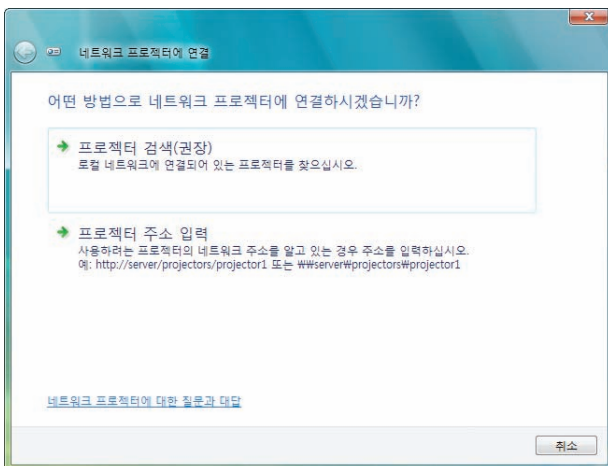 네트워크 프로젝터에 연결
어떤 방법으로 네트워크 프로젝터에 연결하시겠습니까?
프로젝터 검색(권장)
로컬 네트워크에 연결되어 있는 프로젝터를 찾으십시오.
프로젝터 주소 입력
사용하려는 프로젝터의 네트워크 주소를 알고 있는 경우 주소를 입력하십시오.
예: http://server/projectors/projector1 또는 ₩₩server₩projectors₩projector1
네트워크 프로젝터에 대한 질문과 대답
취소